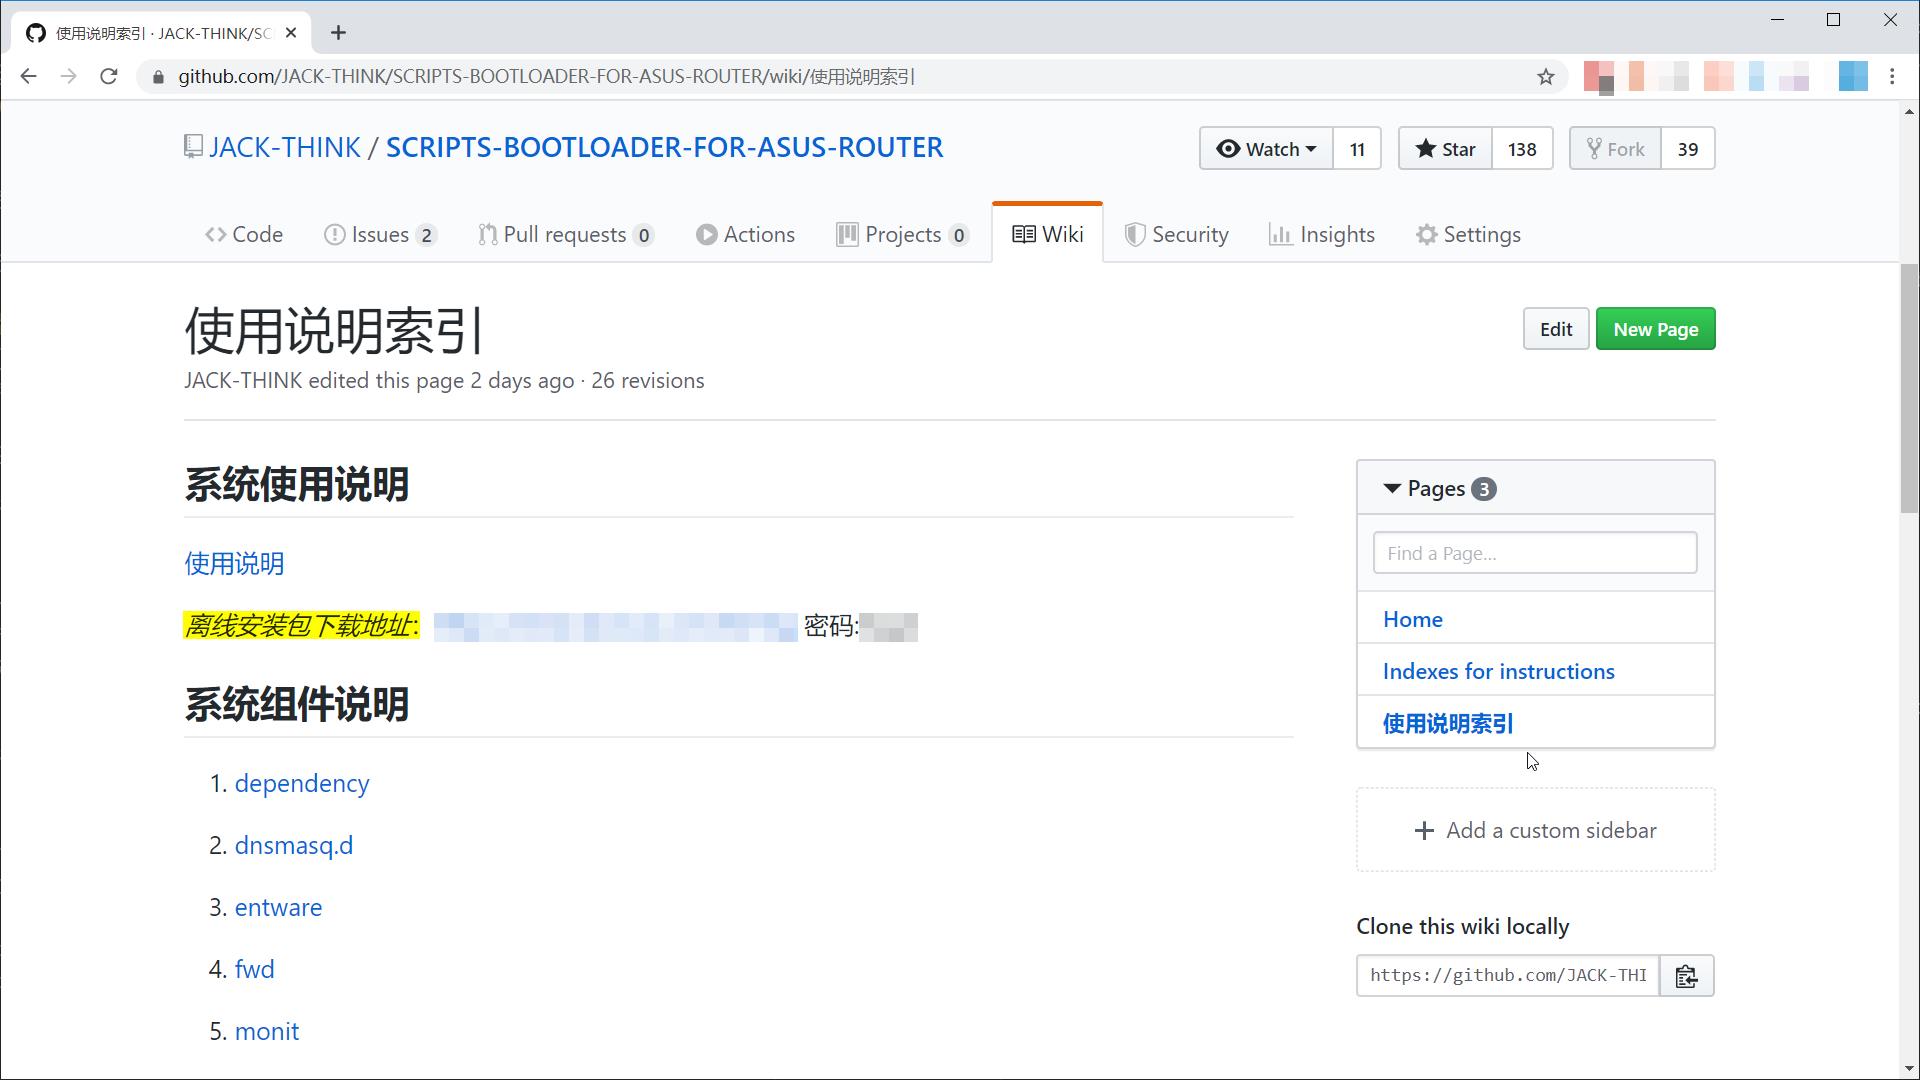 使用说明索引 · JACK-THINK/SC
github.com/JACK-THINK/SCRIPTS-BOOTLOADER-FOR-ASUS-ROUTER/wiki/使用说明索引
JACK-THINK / SCRIPTS-BOOTLOADER-FOR-ASUS-ROUTER
Watch 11 Star 138 Fork 39
Code Issues 2 Pull requests 0 Actions Projects 0 Wiki Security Insights Settings
使用说明索引
Edit New Page
JACK-THINK edited this page 2 days ago · 26 revisions
系统使用说明
使用说明
离线安装包下载地址: 密码:
系统组件说明
1. dependency
2. dnsmasq.d
3. entware
4. fwd
5. monit
Pages 3
Find a Page...
Home
Indexes for instructions
使用说明索引
Add a custom sidebar
Clone this wiki locally
https://github.com/JACK-THI